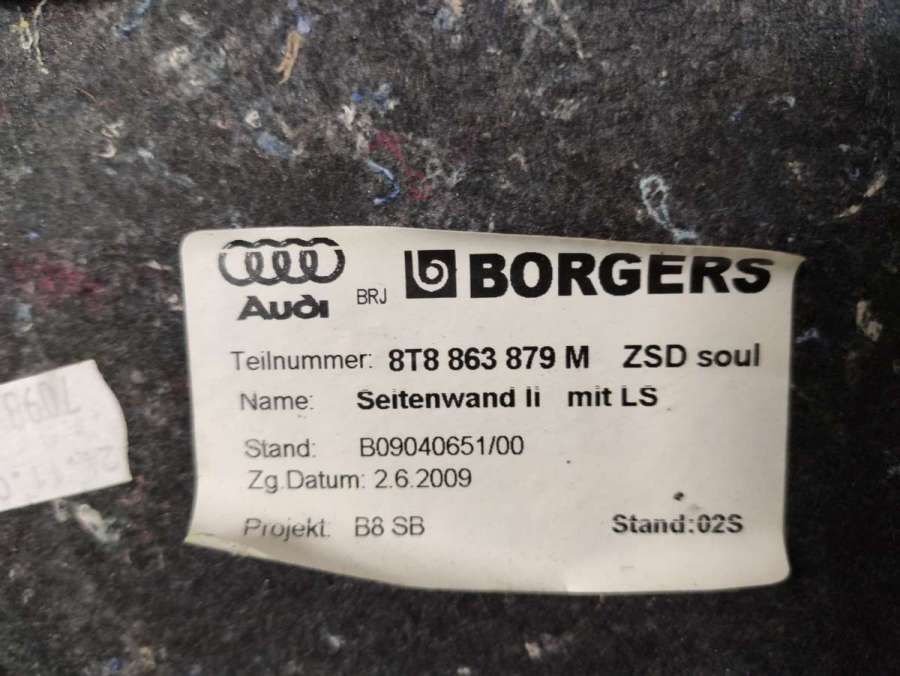 Audi BRJ BORGERS
Teilnummer: 8T8 863 879 M ZSD soul
Name: Seitenwand li mit LS
Stand: B09040651/00
Zg.Datum: 2.6.2009
Projekt: B8 SB Stand:02S